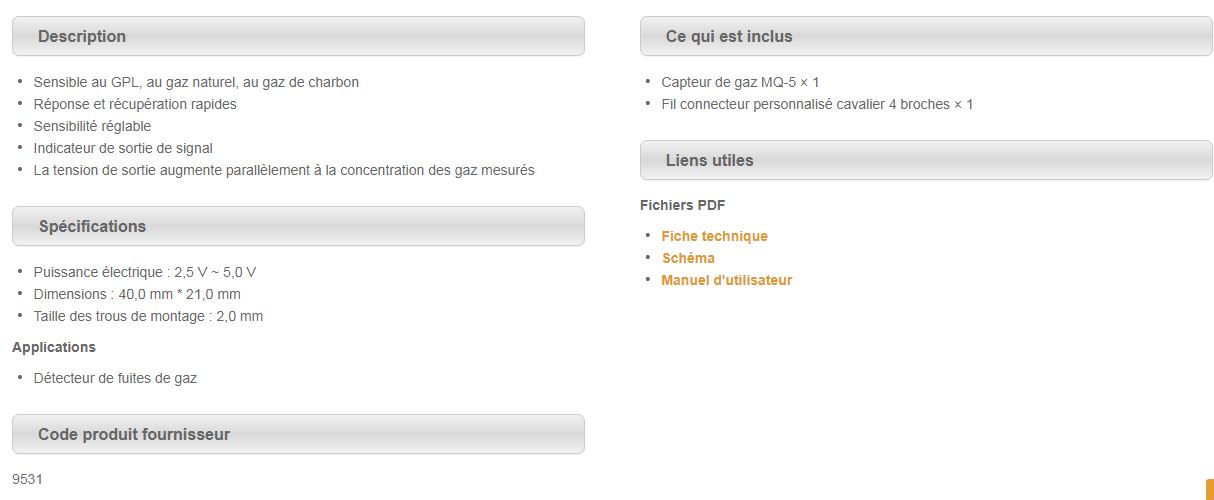 Description
• Sensible au GPL, au gaz naturel, au gaz de charbon
• Réponse et récupération rapides
• Sensibilité réglable
• Indicateur de sortie de signal
• La tension de sortie augmente parallèlement à la concentration des gaz mesurés
Spécifications
• Puissance électrique : 2,5 V ~ 5,0 V
• Dimensions : 40,0 mm * 21,0 mm
• Taille des trous de montage : 2,0 mm
Applications
• Détecteur de fuites de gaz
Code produit fournisseur
9531
Ce qui est inclus
• Capteur de gaz MQ-5 × 1
• Fil connecteur personnalisé cavalier 4 broches × 1
Liens utiles
Fichiers PDF
• Fiche technique
• Schéma
• Manuel d'utilisateur